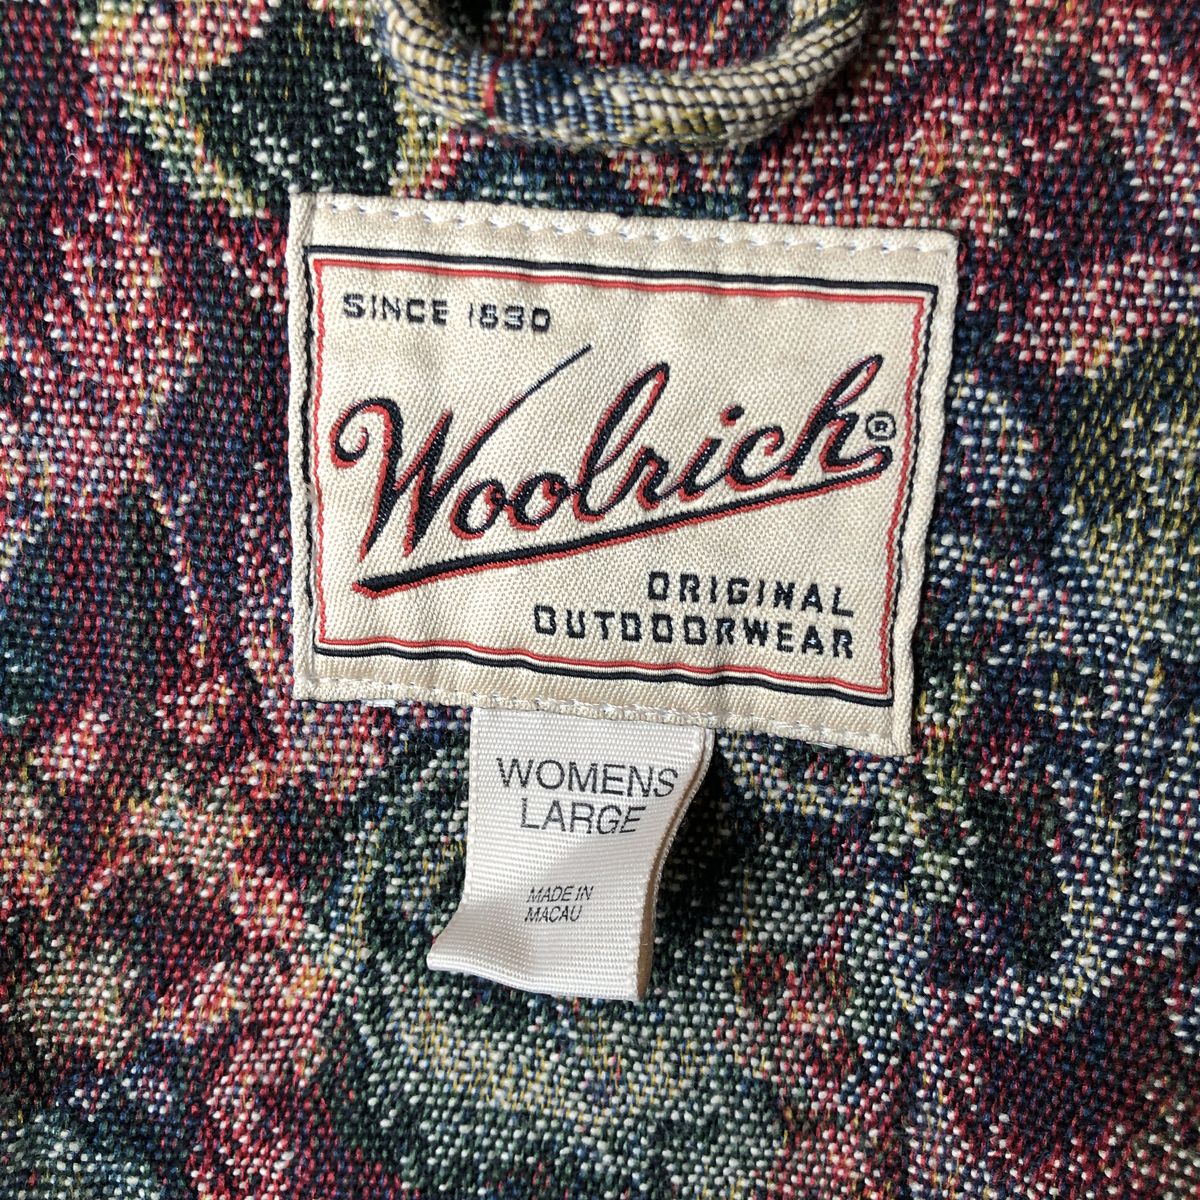 SINCE 1830
Woolrich®
ORIGINAL
OUTDOORWEAR
WOMENS
LARGE
MADE IN
MACAU